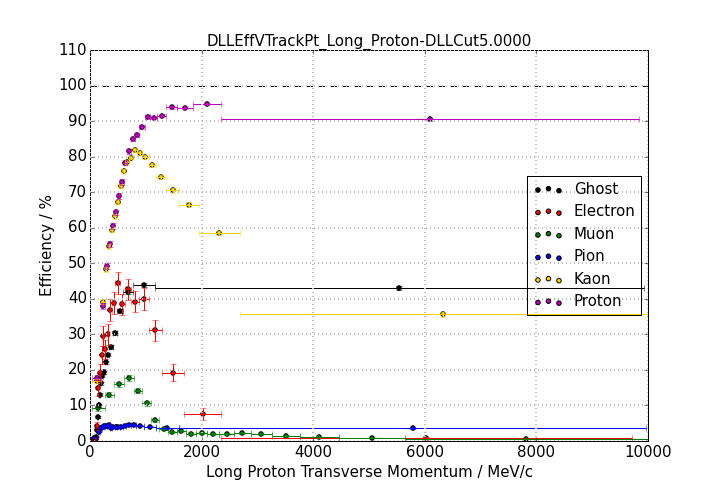 DLLEffVTrackPt_Long_Proton-DLLCut5.0000
110
100
90
80
70
60
50
40
30
20
10
0
Efficiency / %
Ghost
Electron
Muon
Pion
Kaon
Proton
0 2000 4000 6000 8000 10000
Long Proton Transverse Momentum / MeV/c